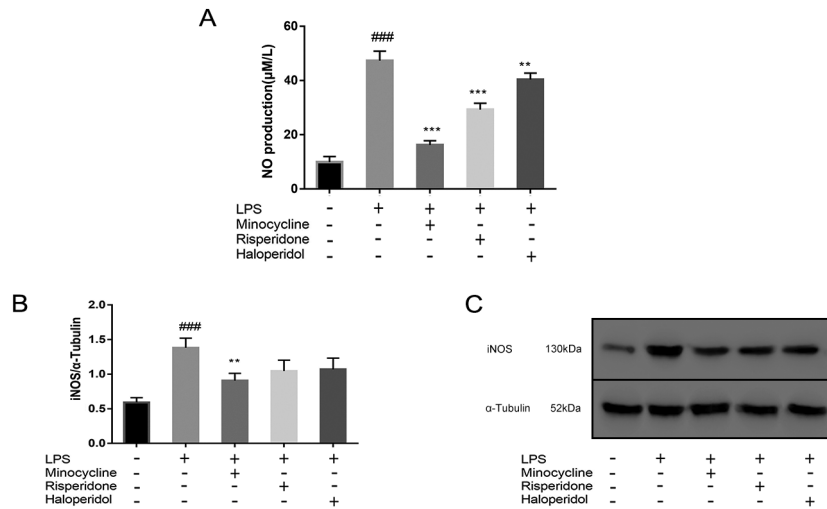 A
NO production(μM/L)
60
40
20
0
###
***
***
**
LPS - + + + +
Minocycline - - + - -
Risperidone - - - + -
Haloperidol - - - - +
B
iNOS/α-Tubulin
2.0
1.5
1.0
0.5
0.0
###
**
LPS - + + + +
Minocycline - - + - -
Risperidone - - - + -
Haloperidol - - - - +
C
iNOS 130kDa
α-Tubulin 52kDa
LPS - + + + +
Minocycline - - + - -
Risperidone - - - + -
Haloperidol - - - - +